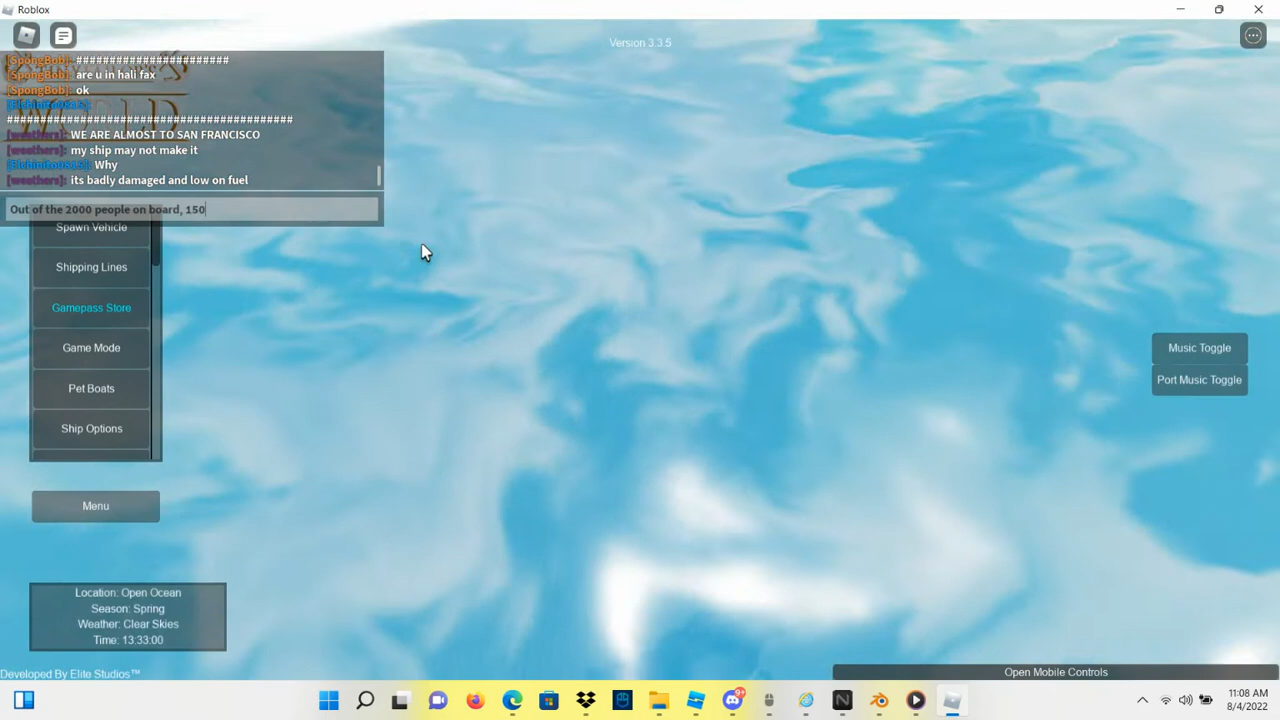 Roblox
Version 3.3.5
[SpongBob]: #######################
[SpongBob]: are u in hali fax
[SpongBob]: ok
###########################################
[weathers]: WE ARE ALMOST TO SAN FRANCISCO
[weathers]: my ship may not make it
Why
[weathers]: its badly damaged and low on fuel
Out of the 2000 people on board, 150
Spawn Vehicle
Shipping Lines
Gamepass Store
Game Mode
Pet Boats
Ship Options
Menu
Music Toggle
Port Music Toggle
Location: Open Ocean
Season: Spring
Weather: Clear Skies
Time: 13:33:00
Developed By Elite Studios™
Open Mobile Controls
9+
11:08 AM
8/4/2022